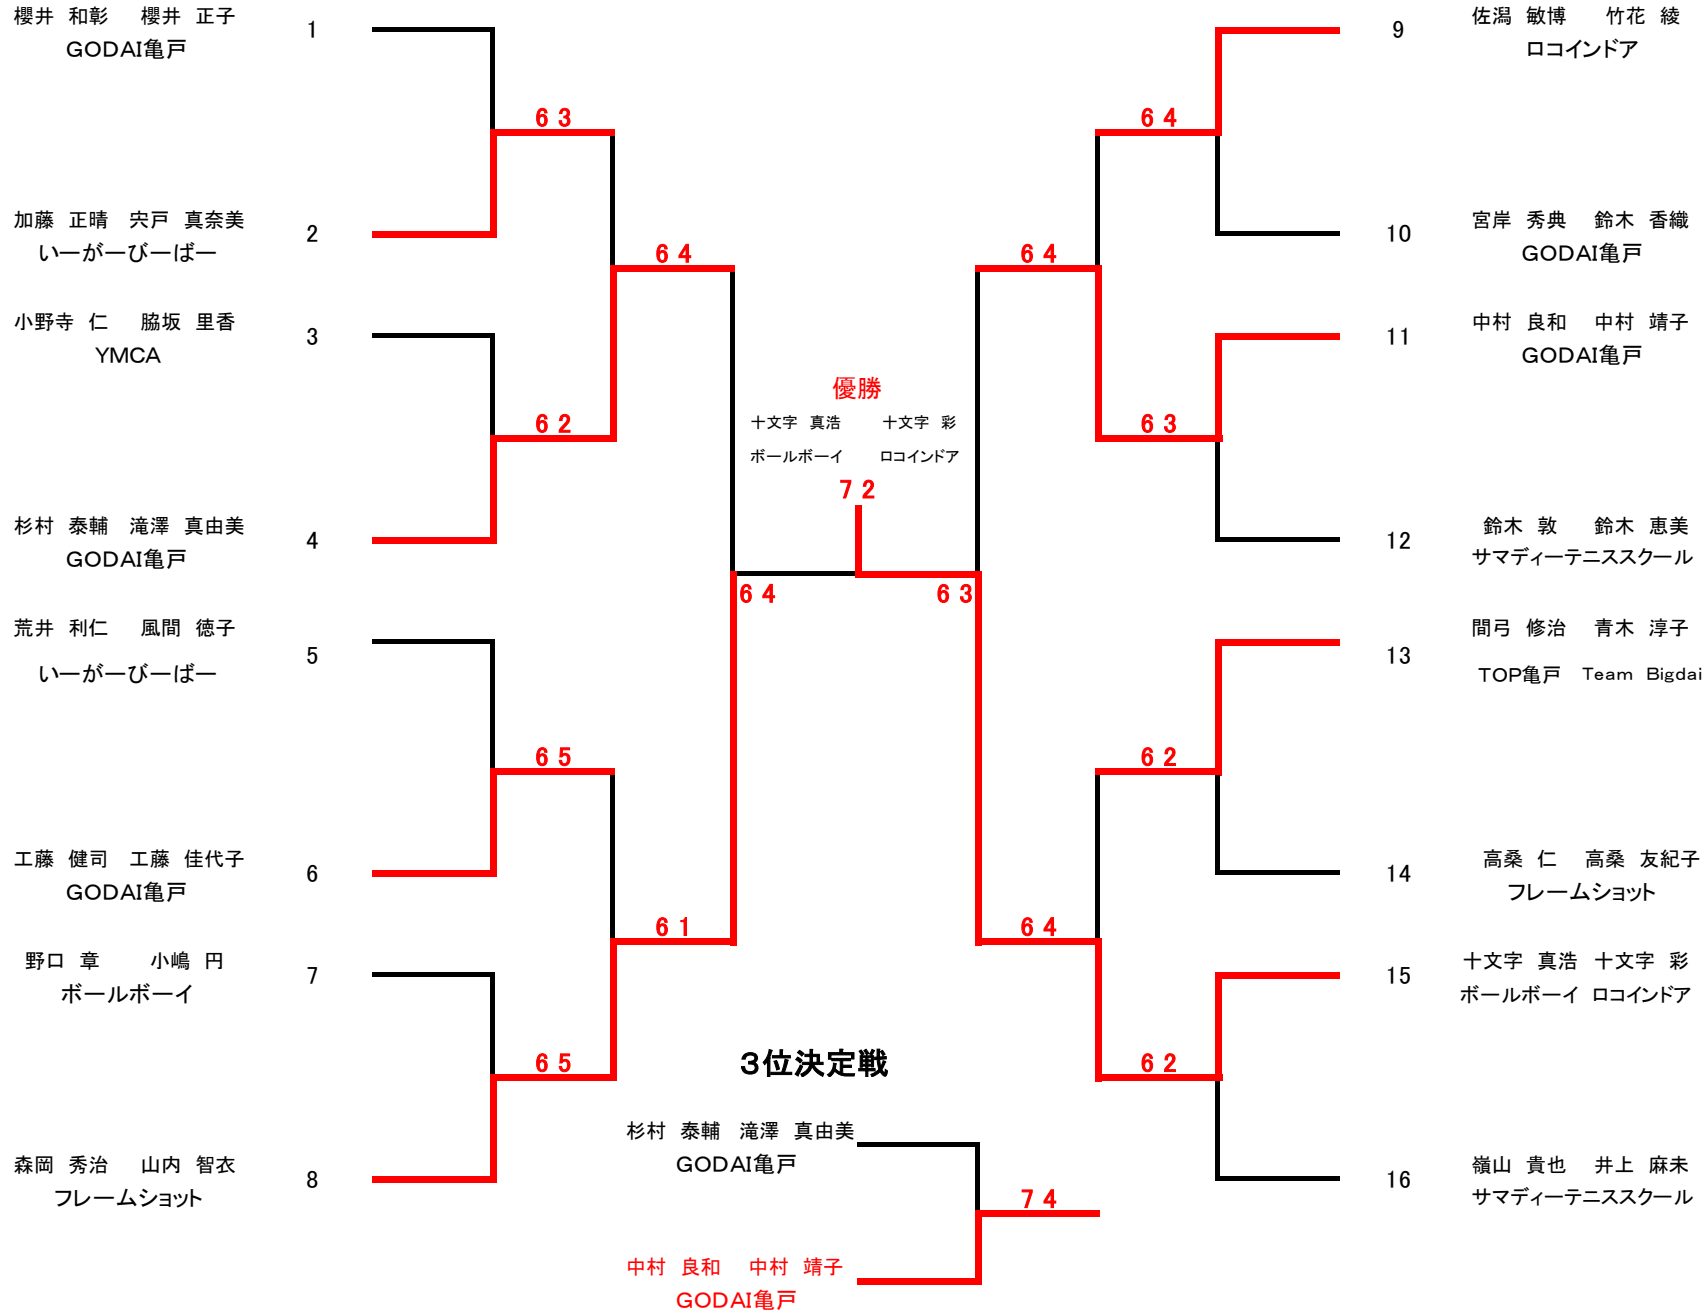 櫻井 和彰 櫻井 正子
GODAI亀戸
1
加藤 正晴 宍戸 真奈美
いーがーびーばー
2
小野寺 仁 脇坂 里香
YMCA
3
杉村 泰輔 滝澤 真由美
GODAI亀戸
4
荒井 利仁 風間 徳子
いーがーびーばー
5
工藤 健司 工藤 佳代子
GODAI亀戸
6
野口 章 小嶋 円
ボールボーイ
7
森岡 秀治 山内 智衣
フレームショット
8
6 3
6 2
6 5
6 5
6 4
6 1
6 4
優勝
十文字 真浩 十文字 彩
ボールボーイ ロコインドア
7 2
6 3
6 4
6 4
6 4
6 3
6 2
6 2
9
佐潟 敏博 竹花 綾
ロコインドア
10
宮岸 秀典 鈴木 香織
GODAI亀戸
11
中村 良和 中村 靖子
GODAI亀戸
12
鈴木 敦 鈴木 恵美
サマディーテニススクール
13
間弓 修治 青木 淳子
TOP亀戸 Team Bigdai
14
高桑 仁 高桑 友紀子
フレームショット
15
十文字 真浩 十文字 彩
ボールボーイ ロコインドア
16
嶺山 貴也 井上 麻未
サマディーテニススクール
3位決定戦
杉村 泰輔 滝澤 真由美
GODAI亀戸
7 4
中村 良和 中村 靖子
GODAI亀戸